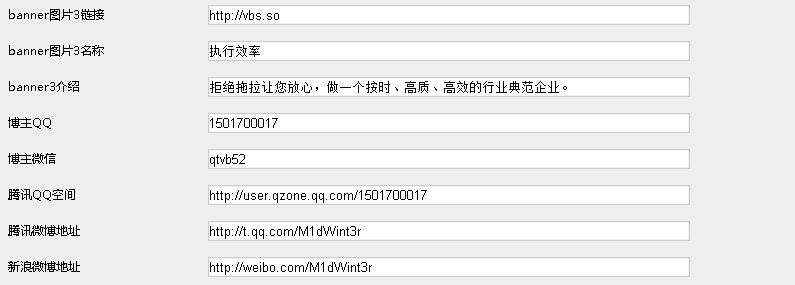 banner图片3链接 http://vbs.so
banner图片3名称 执行效率
banner3介绍 拒绝拖拉让您放心，做一个按时、高质、高效的行业典范企业。
博主QQ 1501700017
博主微信 qtvb52
腾讯QQ空间 http://user.qzone.qq.com/1501700017
腾讯微博地址 http://t.qq.com/M1dWint3r
新浪微博地址 http://weibo.com/M1dWint3r